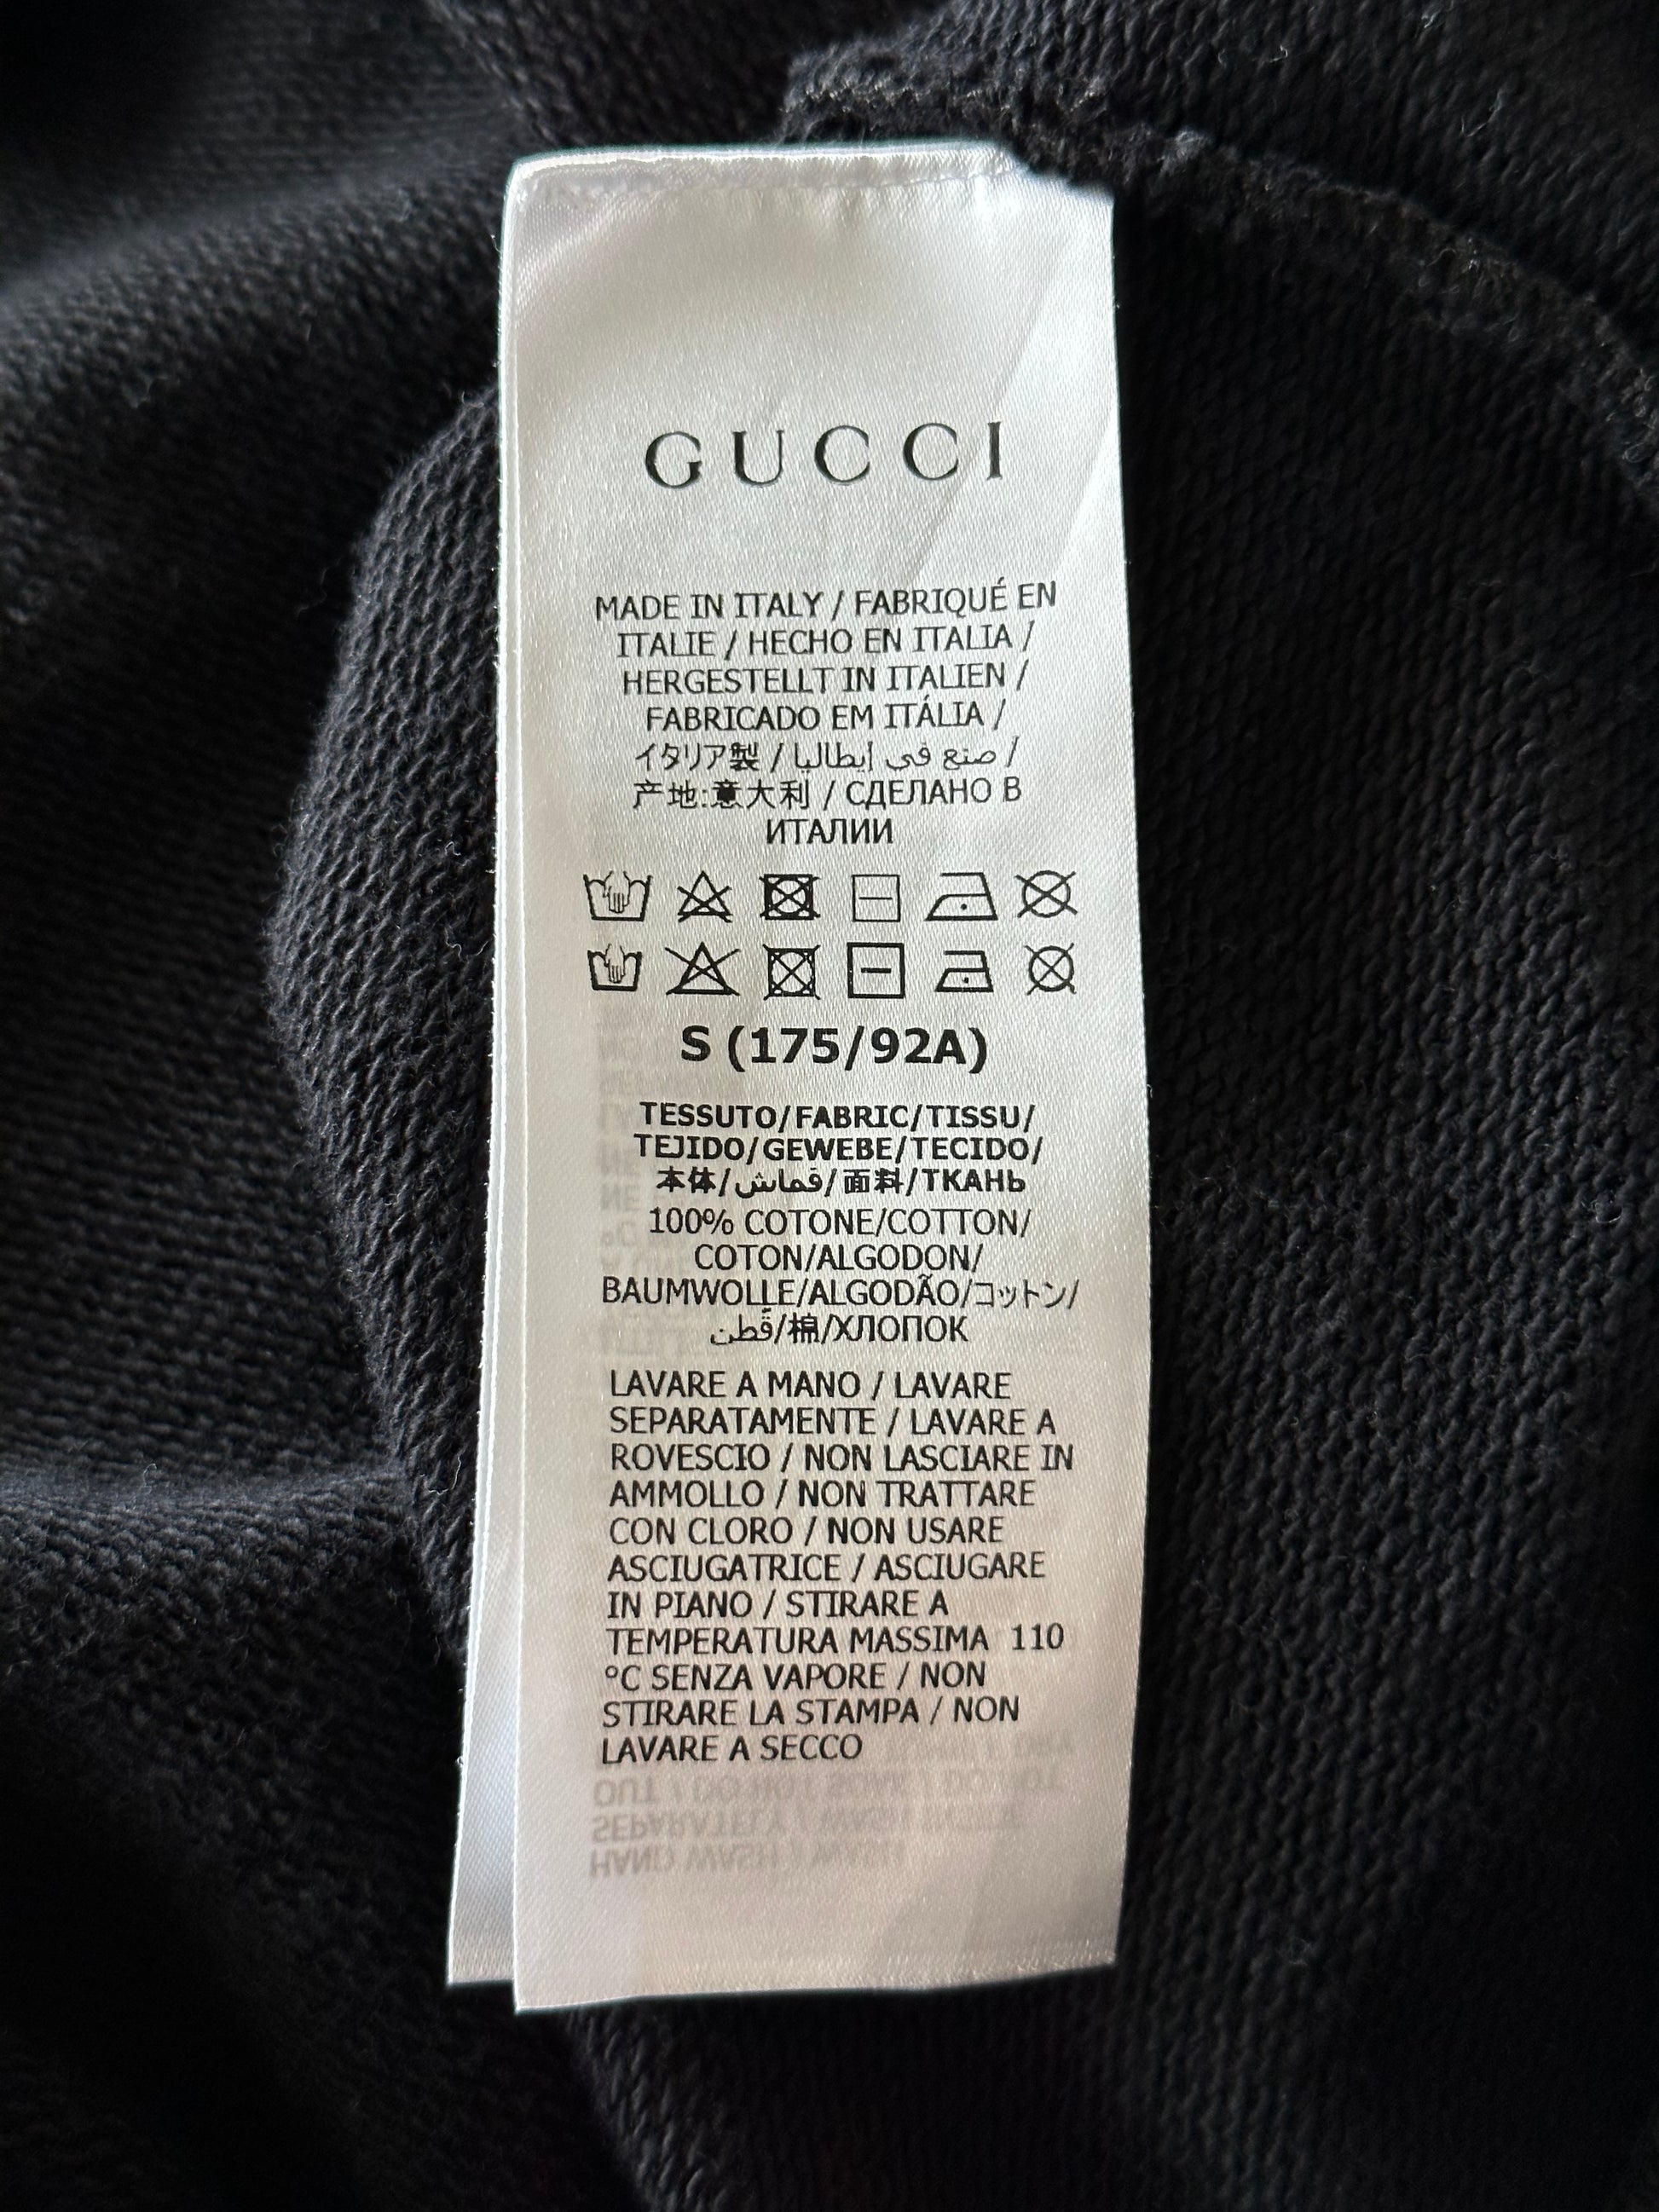 GUCCI
MADE IN ITALY / FABRIQUÉ EN
ITALIE / HECHO EN ITALIA /
HERGESTELLT IN ITALIEN /
FABRICADO EM ITÁLIA /
イタリア製 / صنع في إيطاليا /
产地:意大利 / СДЕЛАНО В
ИТАЛИИ
S (175/92A)
TESSUTO/FABRIC/TISSU/
TEJIDO/GEWEBE/TECIDO/
本体/قماش/面料/ТКАНЬ
100% COTONE/COTTON/
COTON/ALGODON/
BAUMWOLLE/ALGODÃO/コットン/
قُطن/棉/ХЛОПОК
LAVARE A MANO / LAVARE
SEPARATAMENTE / LAVARE A
ROVESCIO / NON LASCIARE IN
AMMOLLO / NON TRATTARE
CON CLORO / NON USARE
ASCIUGATRICE / ASCIUGARE
IN PIANO / STIRARE A
TEMPERATURA MASSIMA 110
°C SENZA VAPORE / NON
STIRARE LA STAMPA / NON
LAVARE A SECCO